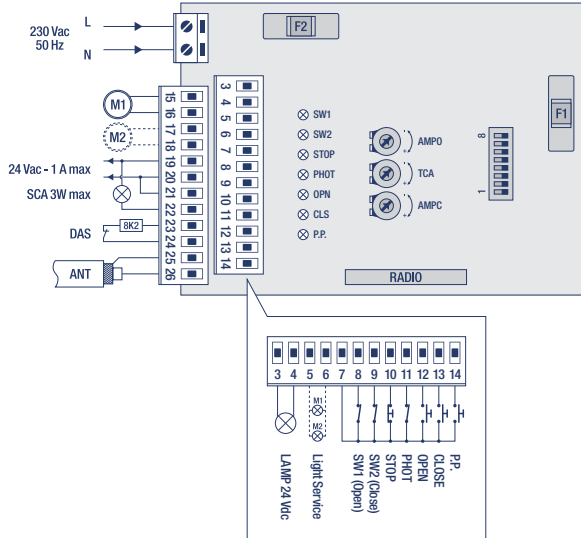 230 Vac
50 Hz
L
N
F2
F1
M1
M2
24 Vac - 1 A max
SCA 3W max
DAS
8K2
ANT
15
16
17
18
19
20
21
22
23
24
25
26
3
4
5
6
7
8
9
10
11
12
13
14
SW1
SW2
STOP
PHOT
OPN
CLS
P.P.
AMPO
TCA
AMPC
- +
- +
- +
8
1
RADIO
3 4 5 6 7 8 9 10 11 12 13 14
M1
M2
LAMP 24 Vdc
Light Service
SW1 (Open)
SW2 (Close)
STOP
PHOT
OPEN
CLOSE
P.P.